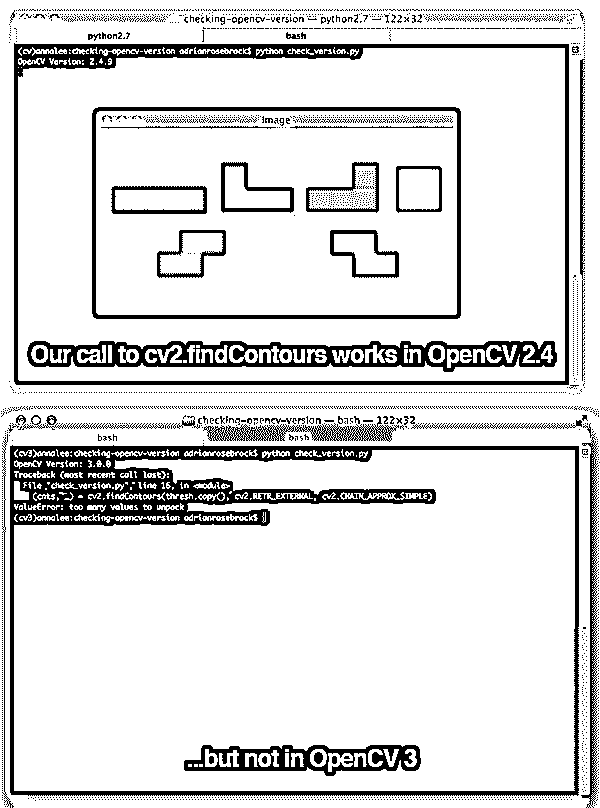 checking-opencv-version — python2.7 — 122×32
python2.7 bash
(cv)annalee:checking-opencv-version adrianrosebrock$ python check_version.py
OpenCV Version: 2.4.9
Image
Our call to cv2.findContours works in OpenCV 2.4
checking-opencv-version — bash — 122×32
bash bash
(cv3)annalee:checking-opencv-version adrianrosebrock$ python check_version.py
OpenCV Version: 3.0.0
Traceback (most recent call last):
File "check_version.py", line 16, in <module>
(cnts, _) = cv2.findContours(thresh.copy(), cv2.RETR_EXTERNAL, cv2.CHAIN_APPROX_SIMPLE)
ValueError: too many values to unpack
(cv3)annalee:checking-opencv-version adrianrosebrock$
...but not in OpenCV 3